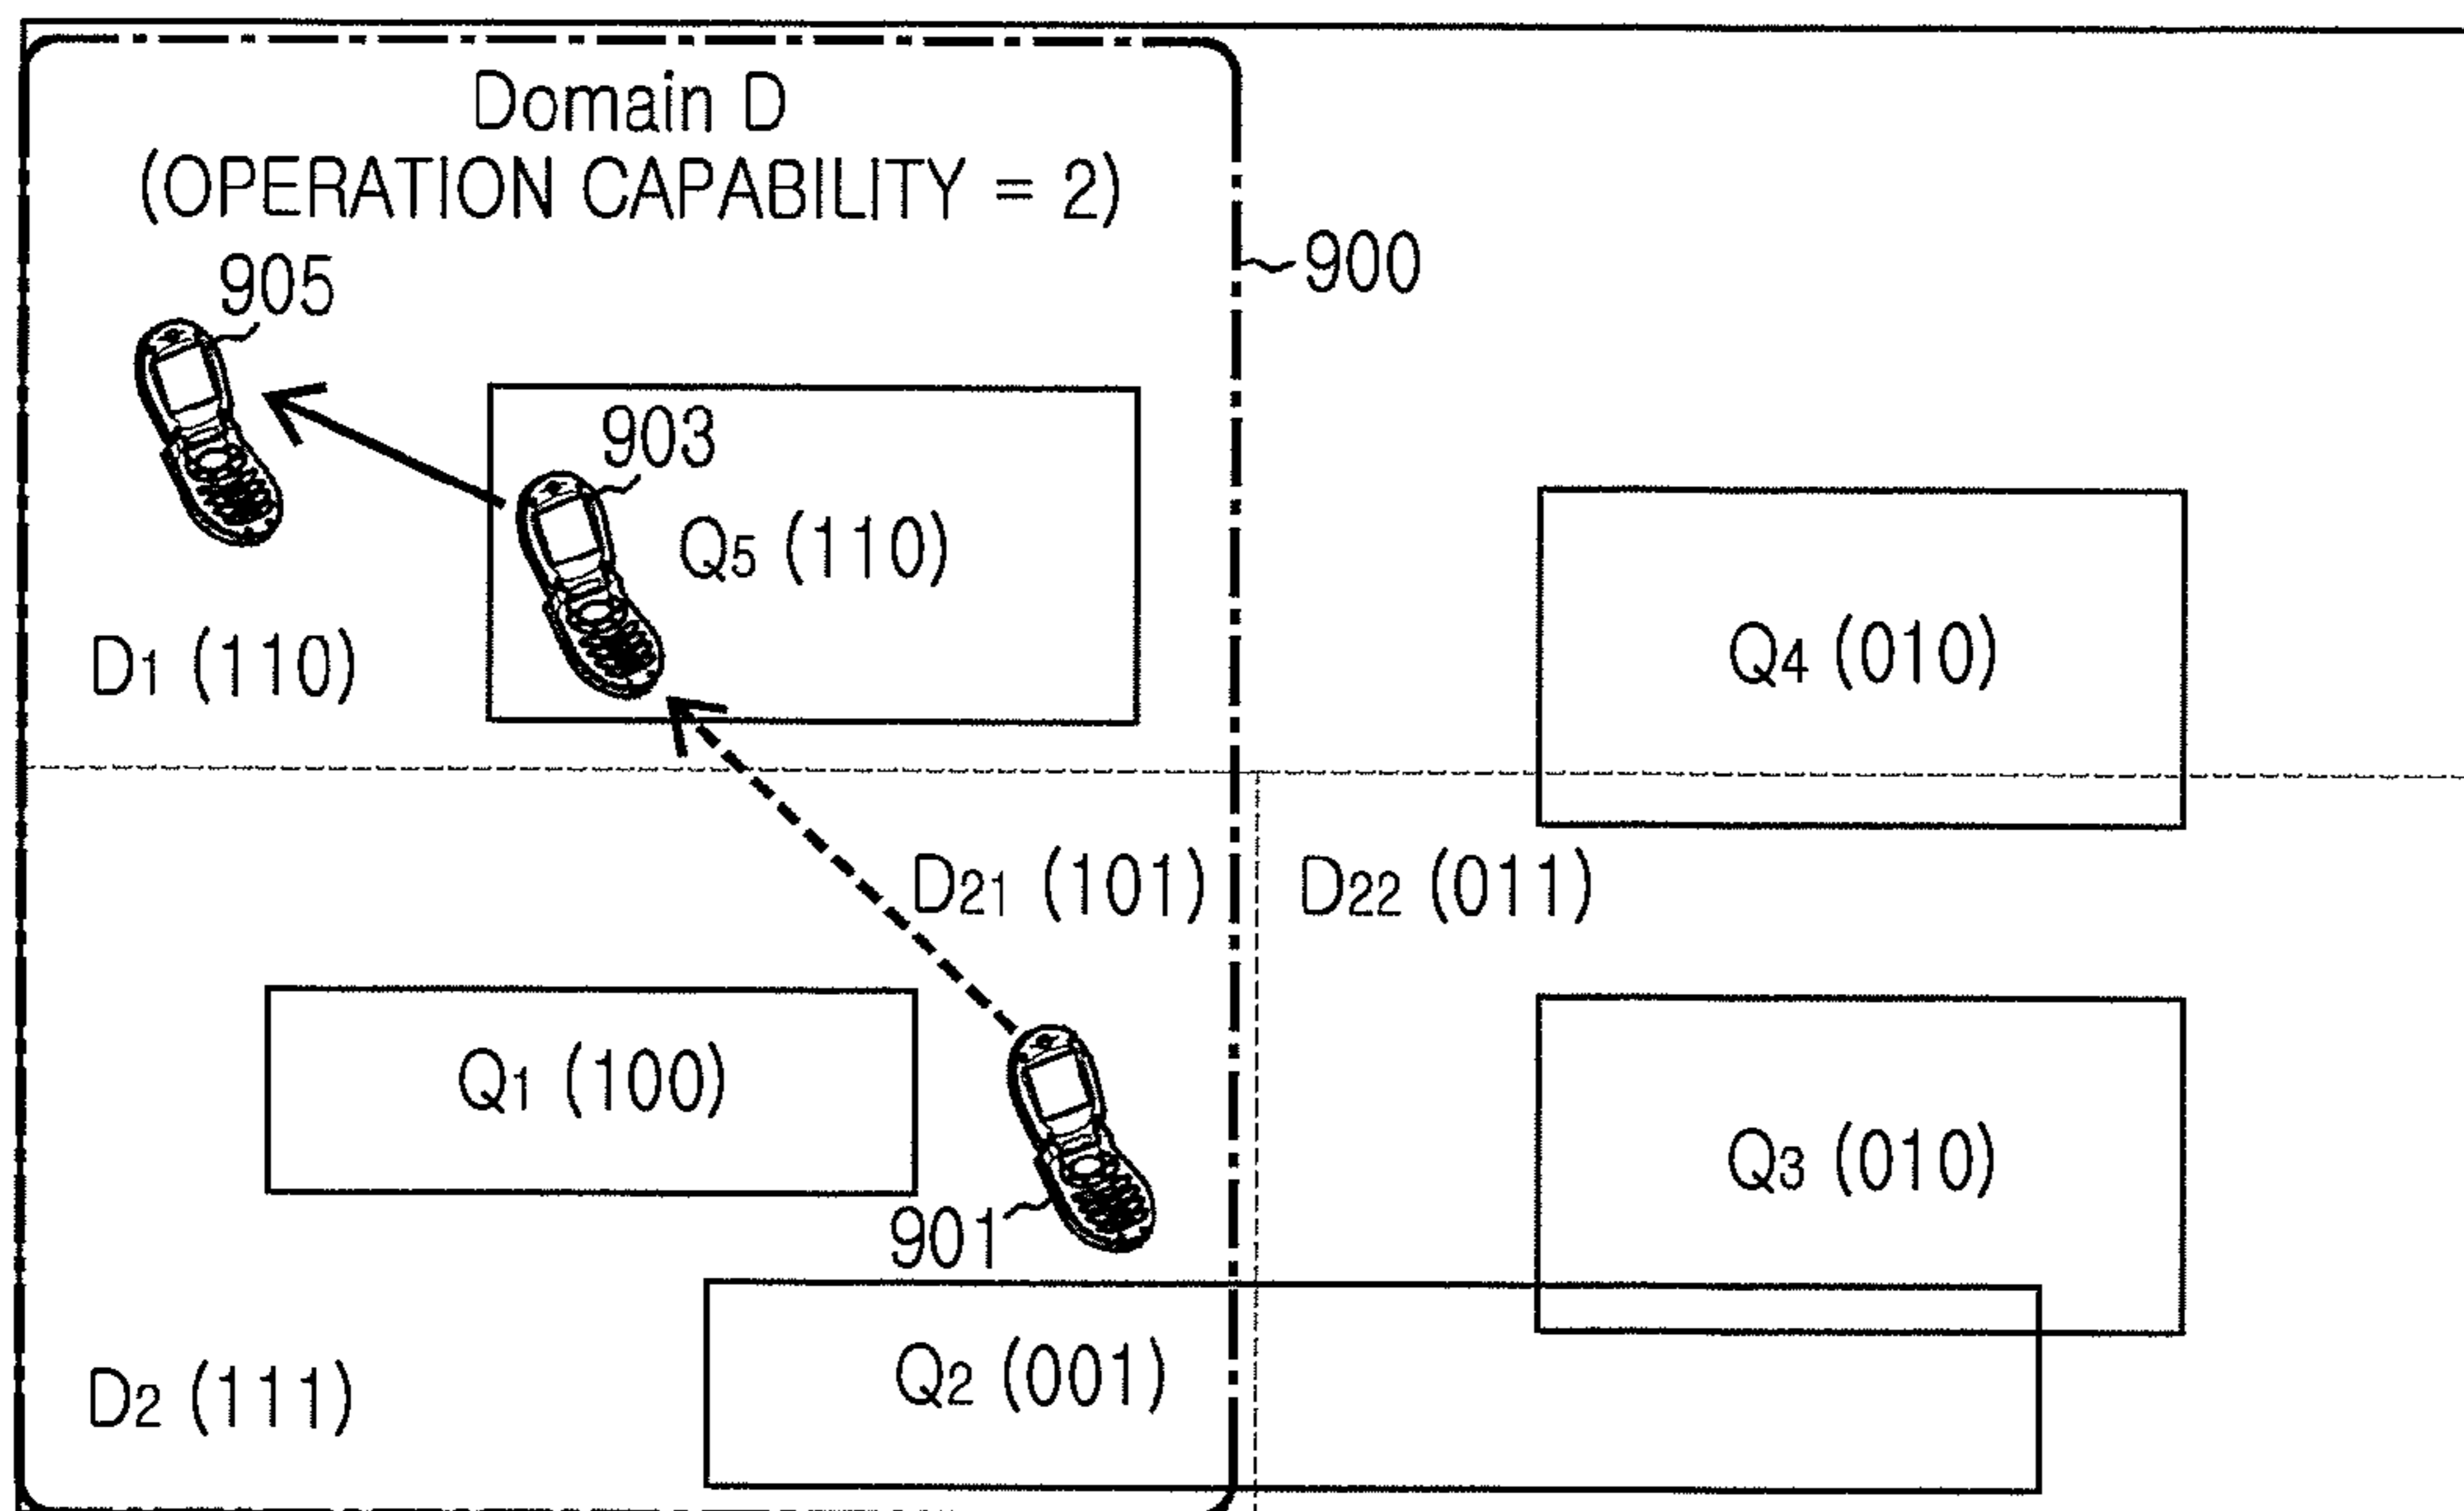 Domain D
(OPERATION CAPABILITY = 2)
900
905
903
Q5 (110)
D1 (110)
Q4 (010)
D21 (101)
D22 (011)
Q1 (100)
Q3 (010)
901
Q2 (001)
D2 (111)